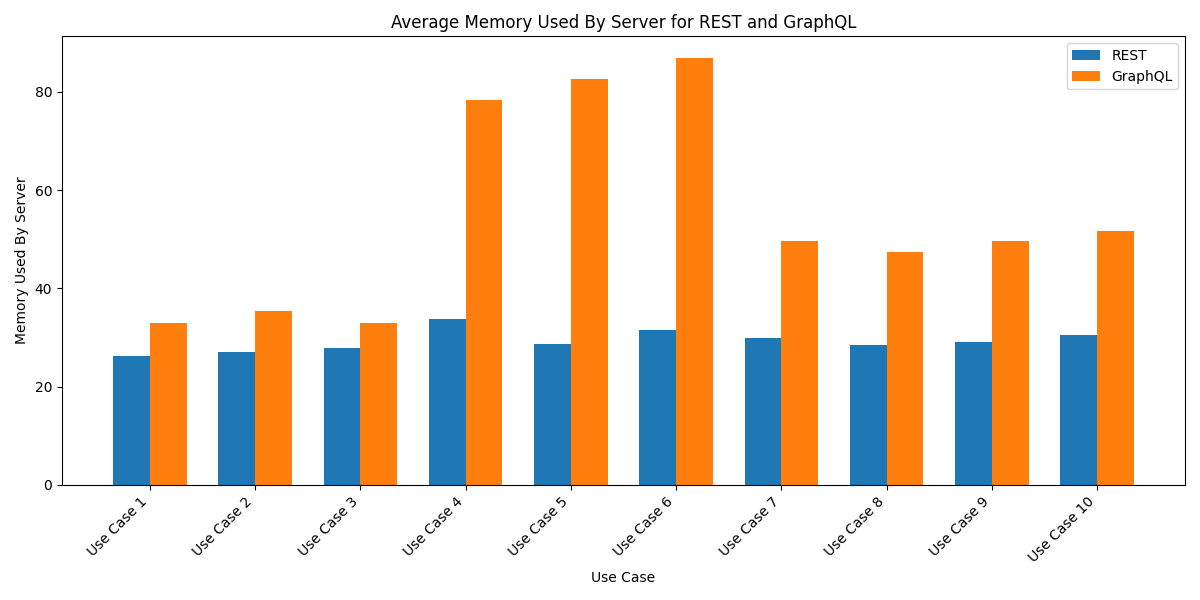 Average Memory Used By Server for REST and GraphQL
REST
GraphQL
Memory Used By Server
80
60
40
20
0
Use Case 1
Use Case 2
Use Case 3
Use Case 4
Use Case 5
Use Case 6
Use Case 7
Use Case 8
Use Case 9
Use Case 10
Use Case